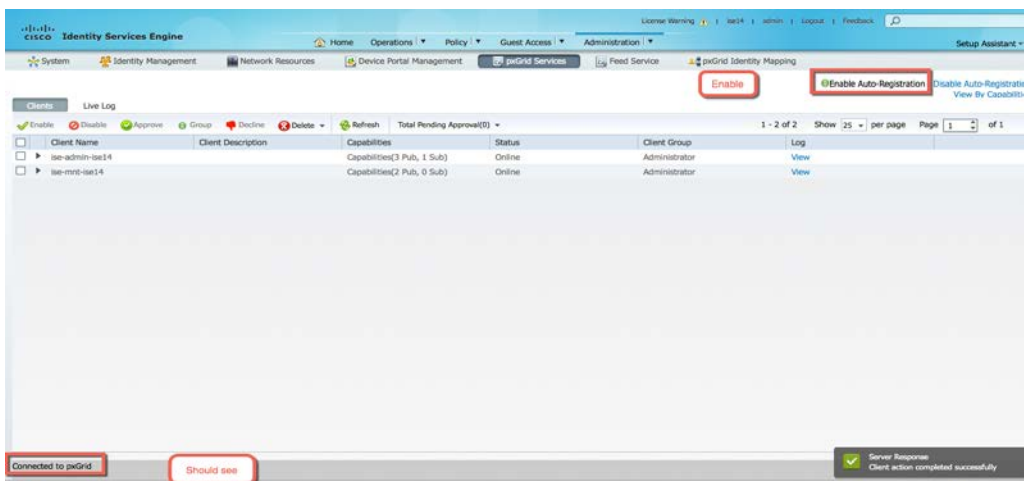 License Warning | ise14 | admin | Logout | Feedback
CISCO Identity Services Engine
Home Operations Policy Guest Access Administration
Setup Assistant
System Identity Management Network Resources Device Portal Management pxGrid Services Feed Service pxGrid Identity Mapping
Enable
Enable Auto-Registration
Disable Auto-Registratio
View By Capabilitie
Clients Live Log
Enable Disable Approve Group Decline Delete Refresh Total Pending Approval(0)
1 - 2 of 2 Show 25 per page Page 1 of 1
Client Name Client Description Capabilities Status Client Group Log
ise-admin-ise14 Capabilities(3 Pub, 1 Sub) Online Administrator View
ise-mnt-ise14 Capabilities(2 Pub, 0 Sub) Online Administrator View
Connected to pxGrid
Should see
Server Response
Client action completed successfully